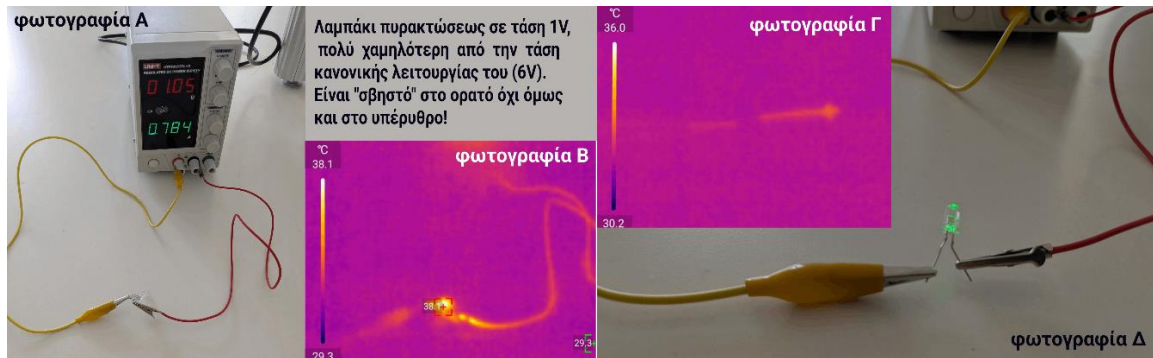 φωτογραφία Α
UNI-T
01.05
0.784
Λαμπάκι πυρακτώσεως σε τάση 1V,
πολύ χαμηλότερη από την τάση
κανονικής λειτουργίας του (6V).
Είναι "σβηστό" στο ορατό όχι όμως
και στο υπέρυθρο!
°C
38.1
φωτογραφία Β
38.1
29.3
29.3
°C
36.0
φωτογραφία Γ
30.2
φωτογραφία Δ